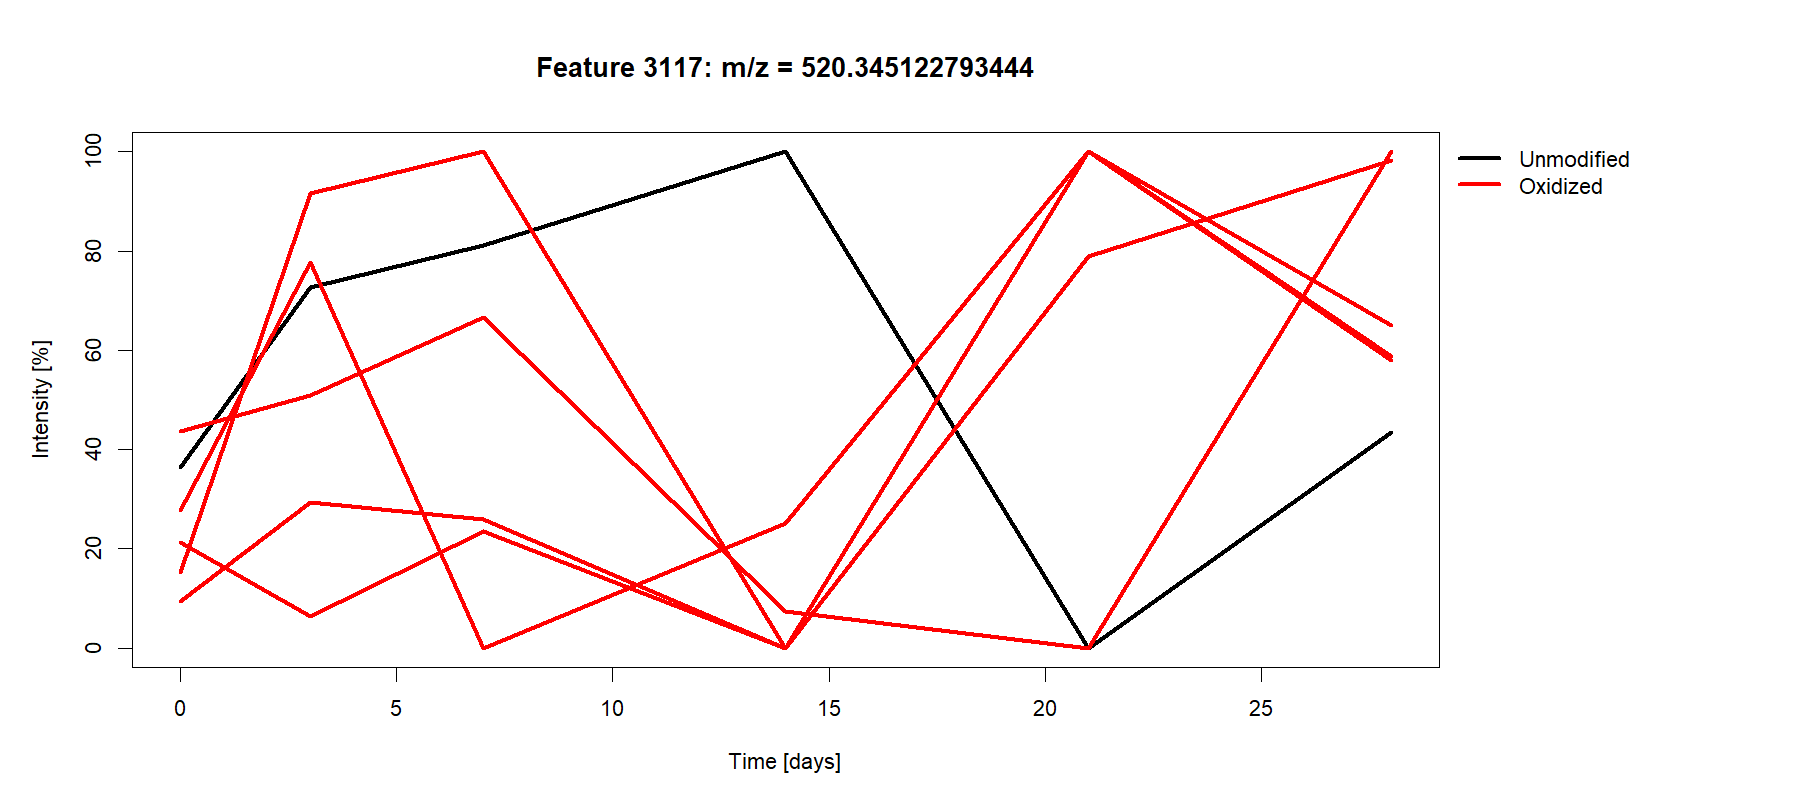 Feature 3117: m/z = 520.345122793444
Unmodified
Oxidized
Intensity [%]
100
80
60
40
20
0
0 5 10 15 20 25
Time [days]